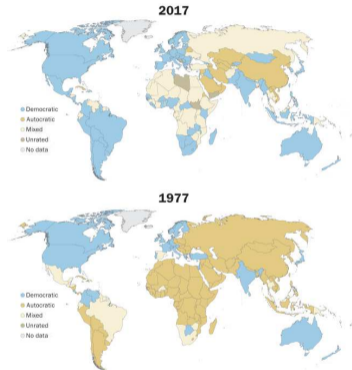 2017
Democratic
Autocratic
Mixed
Unrated
No data
1977
Democratic
Autocratic
Mixed
Unrated
No data